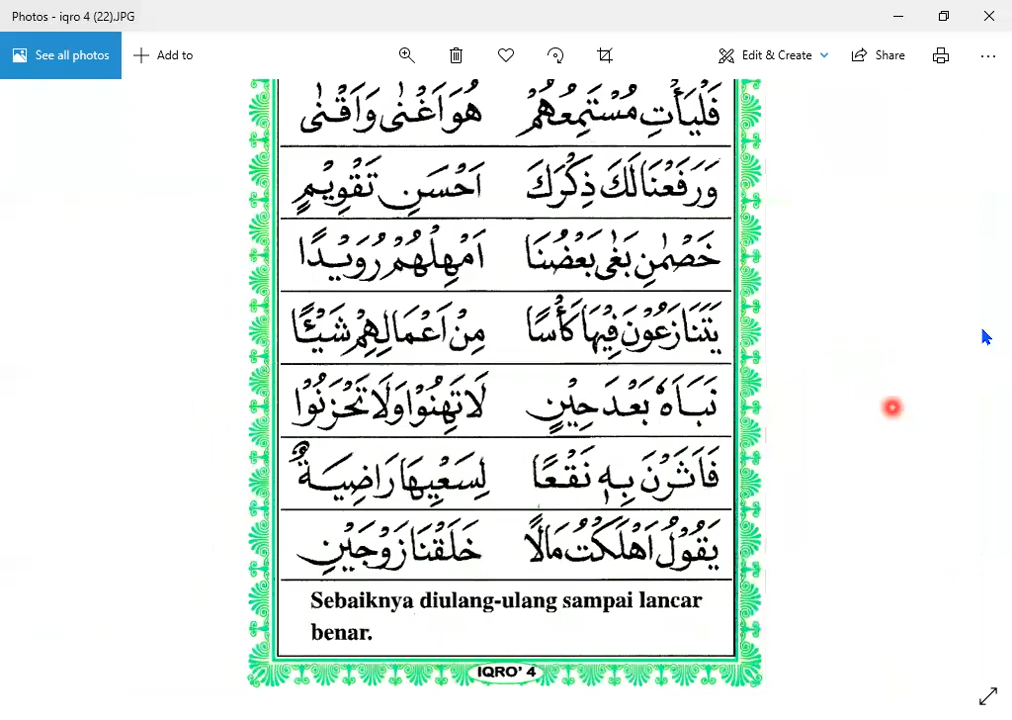 Photos - iqro 4 (22).JPG
See all photos
Add to
Edit & Create
Share
فَلْيَأْتِ مُسْتَمِعُهُمْ هُوَ اَغْنٰى وَاَقْنٰى
وَرَفَعْنَا لَكَ ذِكْرَكَ اَحْسَنِ تَقْوِيْمٍ
خَصْمٰنِ بَغٰى بَعْضُنَا اَمْهِلْهُمْ رُوَيْدًا
يَتَنَازَعُوْنَ فِيْهَا كَأْسًا مِنْ اَعْمَالِهِمْ شَيْئًا
نَبَاَهٗ بَعْدَ حِيْنٍ لَا تَهِنُوْا وَلَا تَحْزَنُوْا
فَاَثَرْنَ بِهٖ نَقْعًا لِسَعْيِهَا رَاضِيَةٌ
يَقُوْلُ اَهْلَكْتُ مَالًا خَلَقْنَا زَوْجَيْنِ
Sebaiknya diulang-ulang sampai lancar
benar.
IQRO' 4